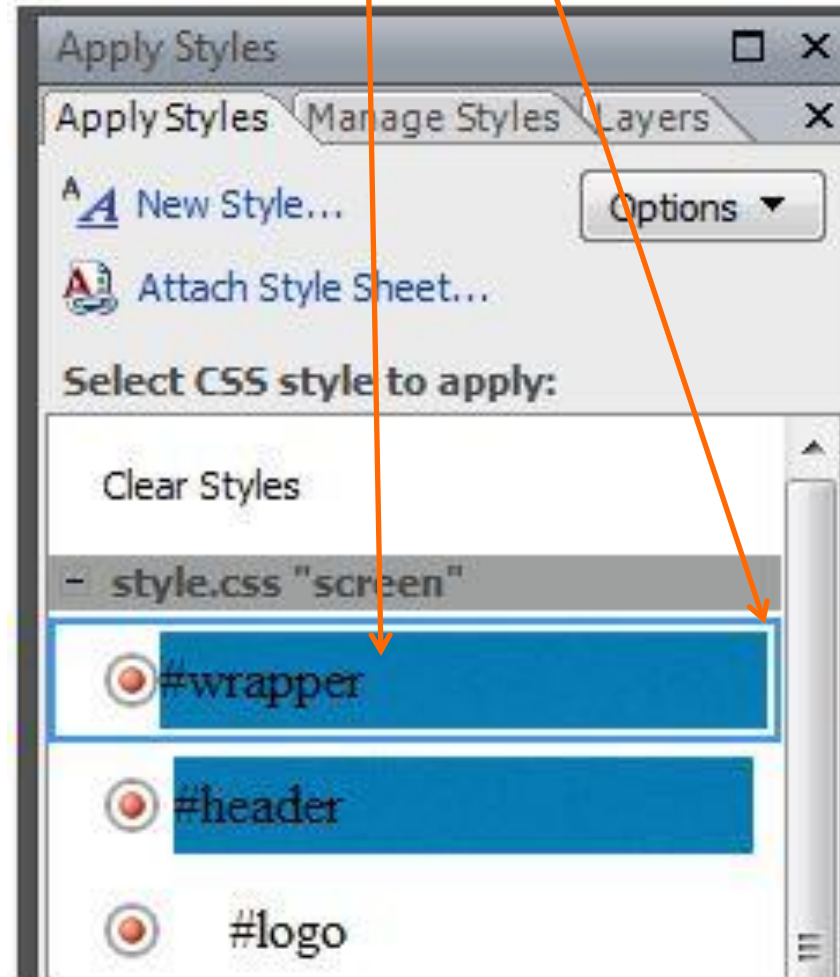 Apply Styles
Apply Styles Manage Styles Layers
New Style... Options
Attach Style Sheet...
Select CSS style to apply:
Clear Styles
- style.css "screen"
#wrapper
#header
#logo